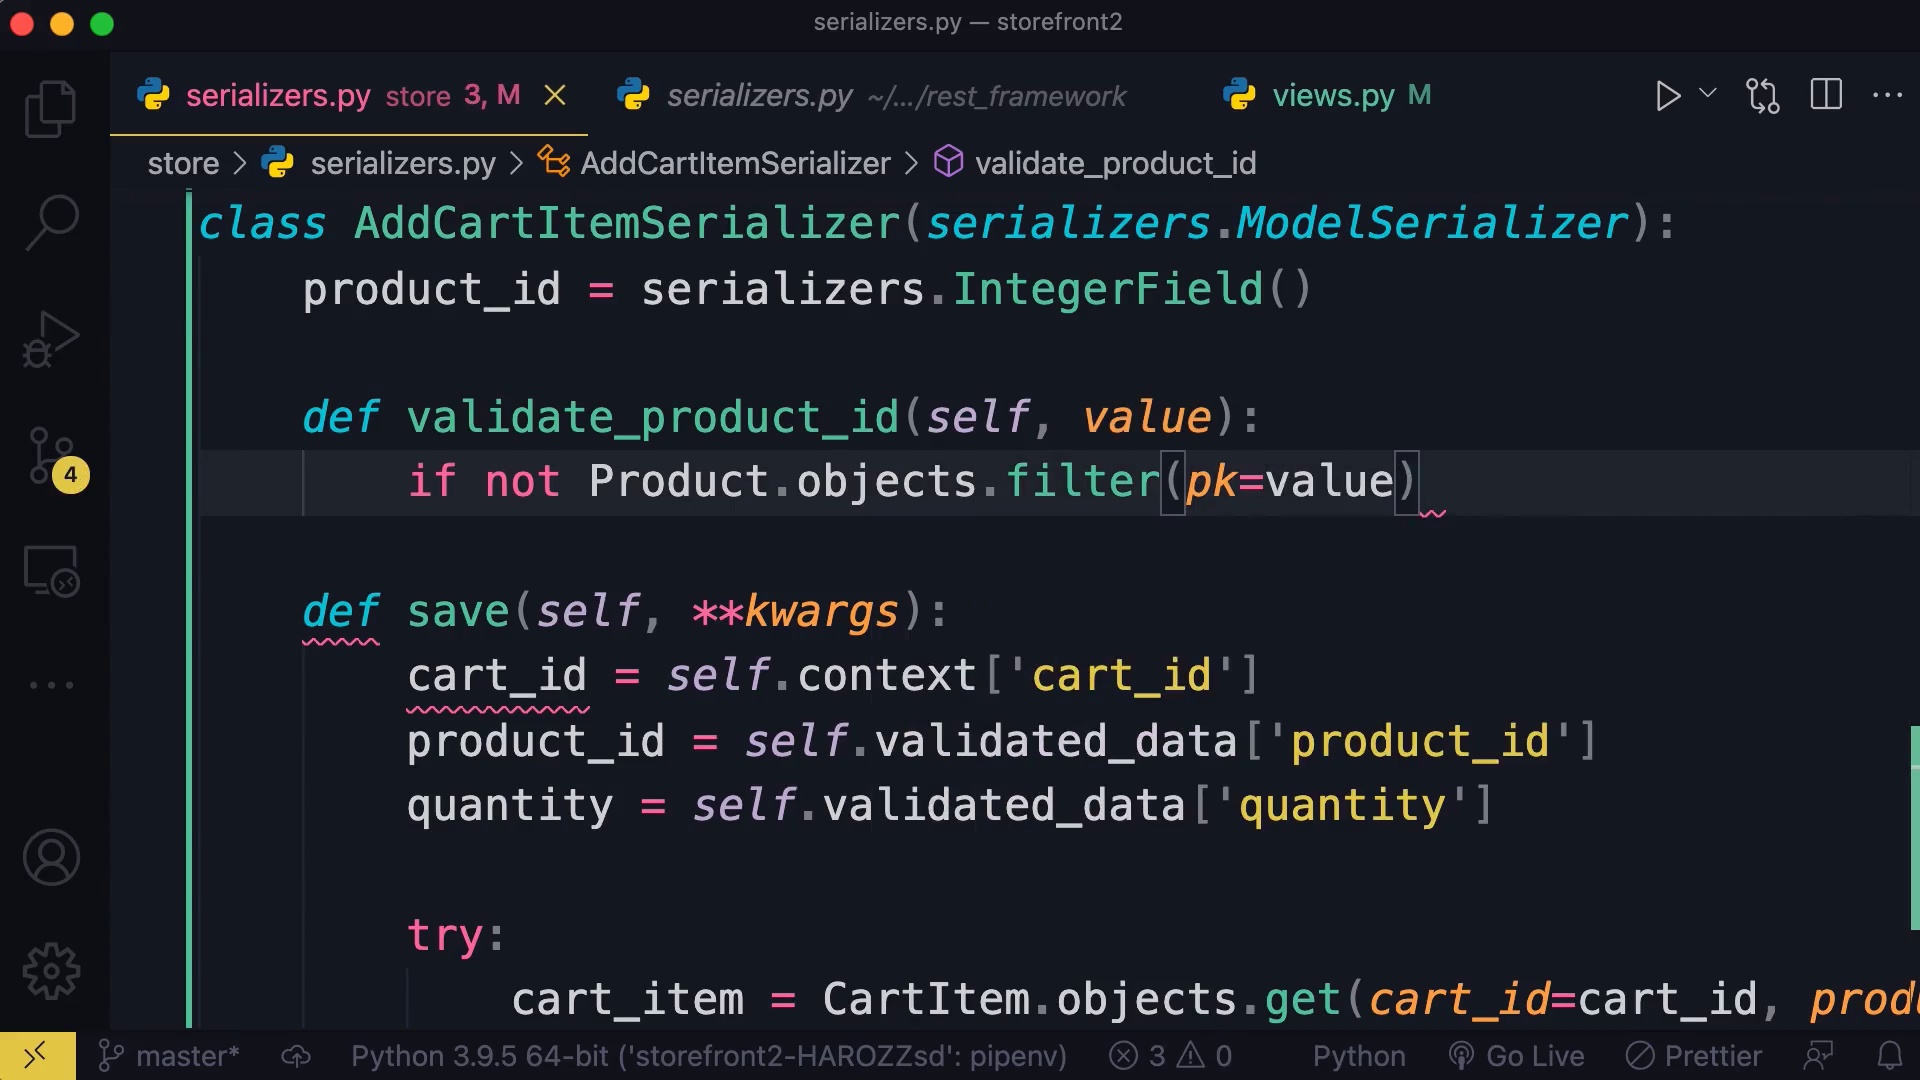 serializers.py — storefront2
serializers.py store 3, M
serializers.py ~/.../rest_framework
views.py M
store > serializers.py > AddCartItemSerializer > validate_product_id
class AddCartItemSerializer(serializers.ModelSerializer):
product_id = serializers.IntegerField()
def validate_product_id(self, value):
if not Product.objects.filter(pk=value)
def save(self, **kwargs):
cart_id = self.context['cart_id']
product_id = self.validated_data['product_id']
quantity = self.validated_data['quantity']
try:
cart_item = CartItem.objects.get(cart_id=cart_id,
4
master* Python 3.9.5 64-bit ('storefront2-HAROZZsd': pipenv) 3 0 Python Go Live Prettier